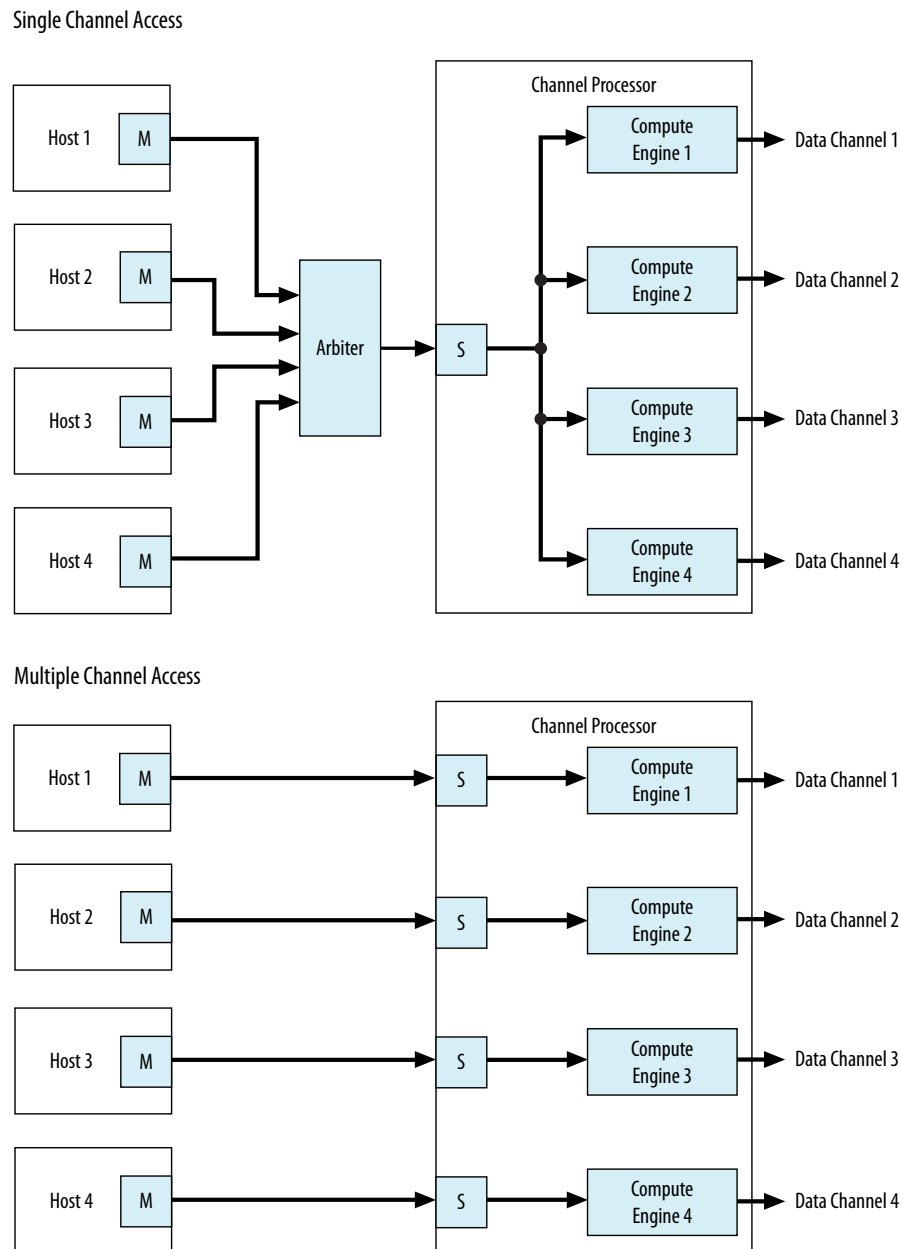 Single Channel Access
Channel Processor
Host 1
M
Compute
Engine 1
Data Channel 1
Host 2
M
Compute
Engine 2
Data Channel 2
Arbiter
S
Host 3
M
Compute
Engine 3
Data Channel 3
Host 4
M
Compute
Engine 4
Data Channel 4
Multiple Channel Access
Channel Processor
Host 1
M
S
Compute
Engine 1
Data Channel 1
Host 2
M
S
Compute
Engine 2
Data Channel 2
Host 3
M
S
Compute
Engine 3
Data Channel 3
Host 4
M
S
Compute
Engine 4
Data Channel 4